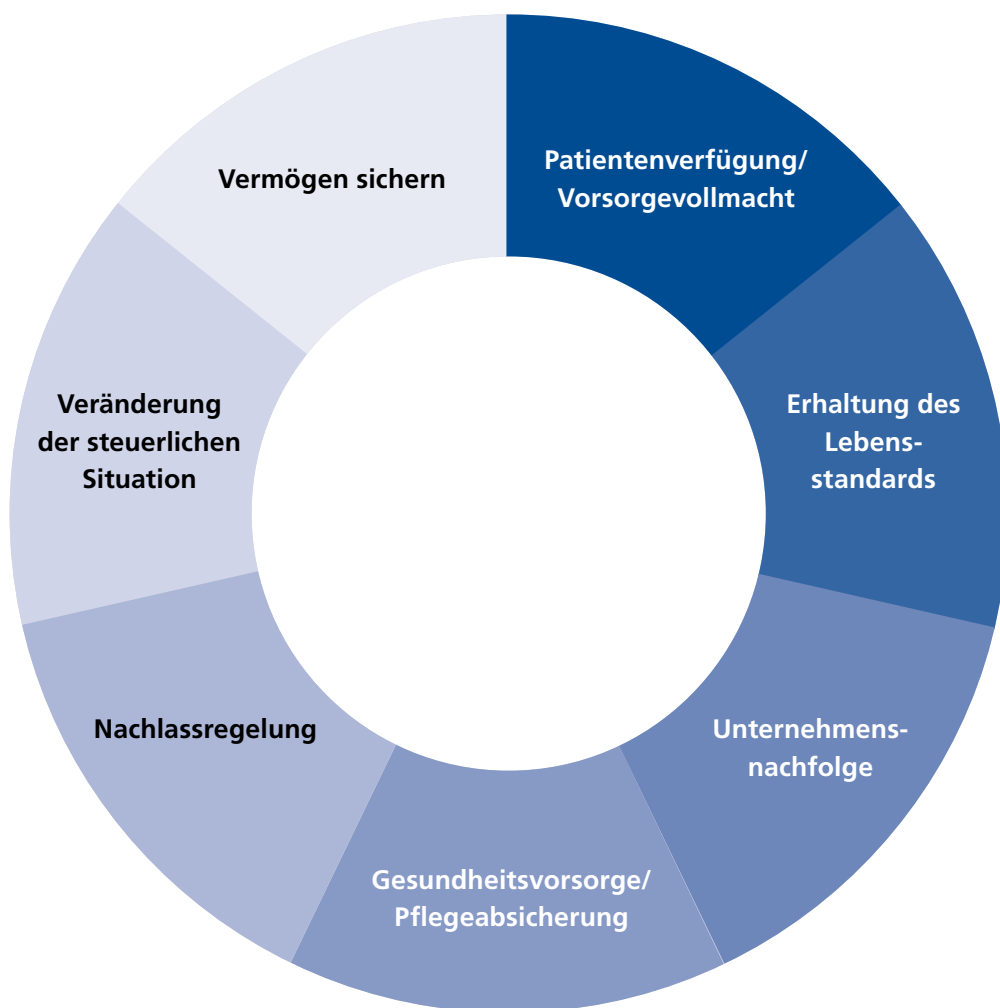 Patientenverfügung/
Vorsorgevollmacht
Erhaltung des
Lebens-
standards
Unternehmens-
nachfolge
Gesundheitsvorsorge/
Pflegeabsicherung
Nachlassregelung
Veränderung
der steuerlichen
Situation
Vermögen sichern